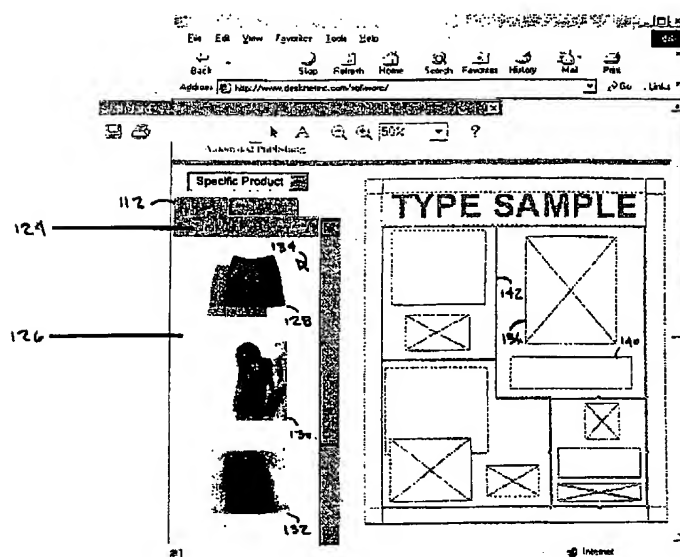 File Edit View Favorites Tools Help
Back Stop Refresh Home Search Favorites History Mail Print
Address http://www.desknetinc.com/software/ Go Links
A 50% ?
Automated Publishing
Specific Product
TYPE SAMPLE
112
124
134
142
128
136
140
126
130
132
Internet